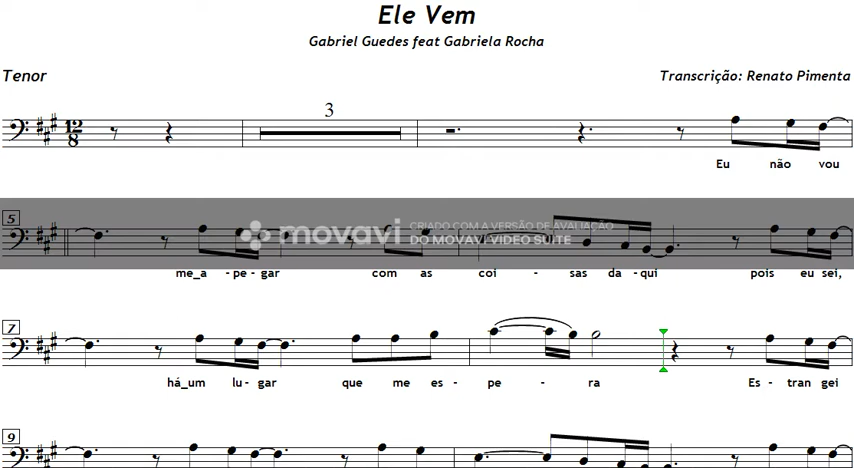 Ele Vem
Gabriel Guedes feat Gabriela Rocha
Tenor
Transcrição: Renato Pimenta
12
8
3
Eu não vou
5
movavi
CRIADO COM A VERSÃO DE AVALIAÇÃO
DO MOVAVI VIDEO SUITE
me_a - pe - gar com as coi - sas da - qui pois eu sei,
7
há_um lu - gar que me es - pe - ra Es - tran gei
9